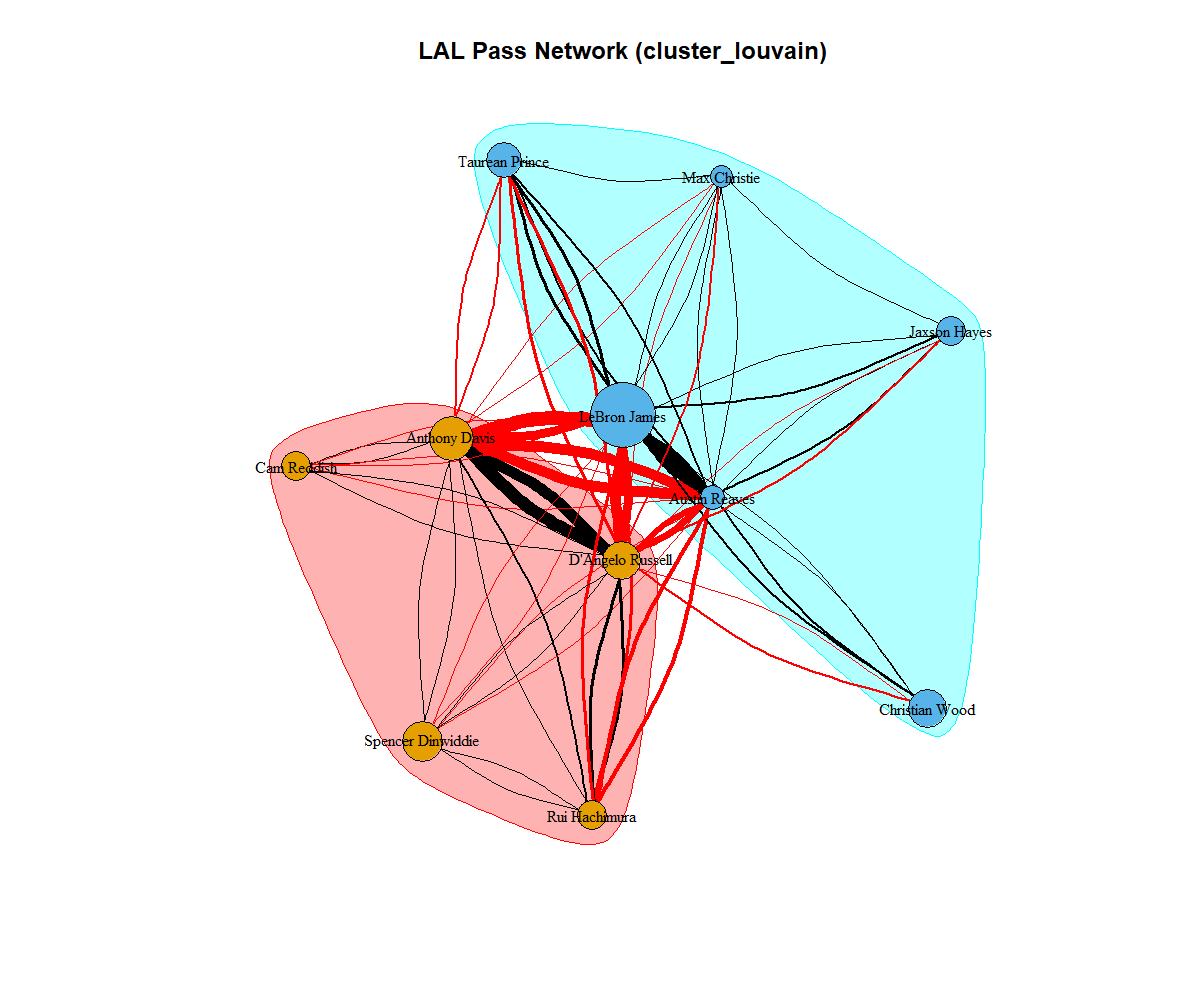 LAL Pass Network (cluster_louvain)
Taurean Prince
Max Christie
Jaxson Hayes
LeBron James
Anthony Davis
Cam Reddish
Austin Reaves
D'Angelo Russell
Christian Wood
Spencer Dinwiddie
Rui Hachimura